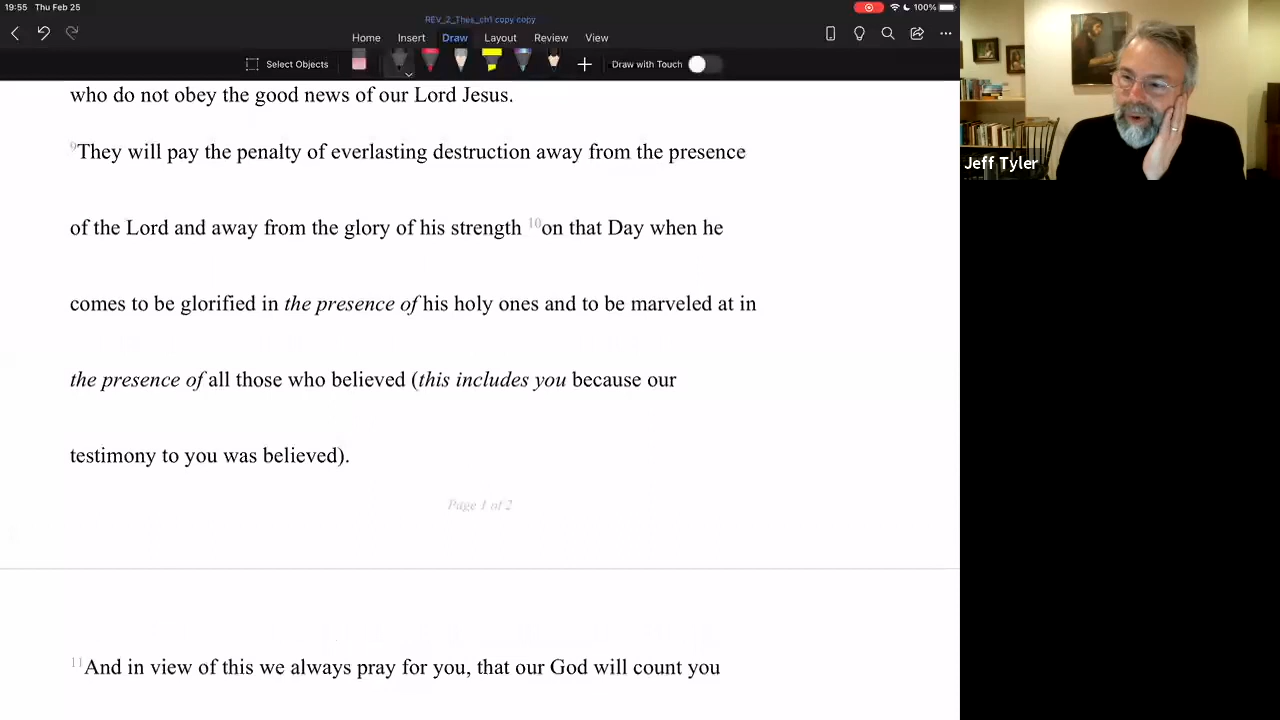 19:55 Thu Feb 25
100%
REV_2_Thes_ch1 copy copy
Home Insert Draw Layout Review View
Select Objects
Draw with Touch
who do not obey the good news of our Lord Jesus.
9They will pay the penalty of everlasting destruction away from the presence
of the Lord and away from the glory of his strength 10on that Day when he
comes to be glorified in the presence of his holy ones and to be marveled at in
the presence of all those who believed (this includes you because our
testimony to you was believed).
Page 1 of 2
11And in view of this we always pray for you, that our God will count you
Jeff Tyler